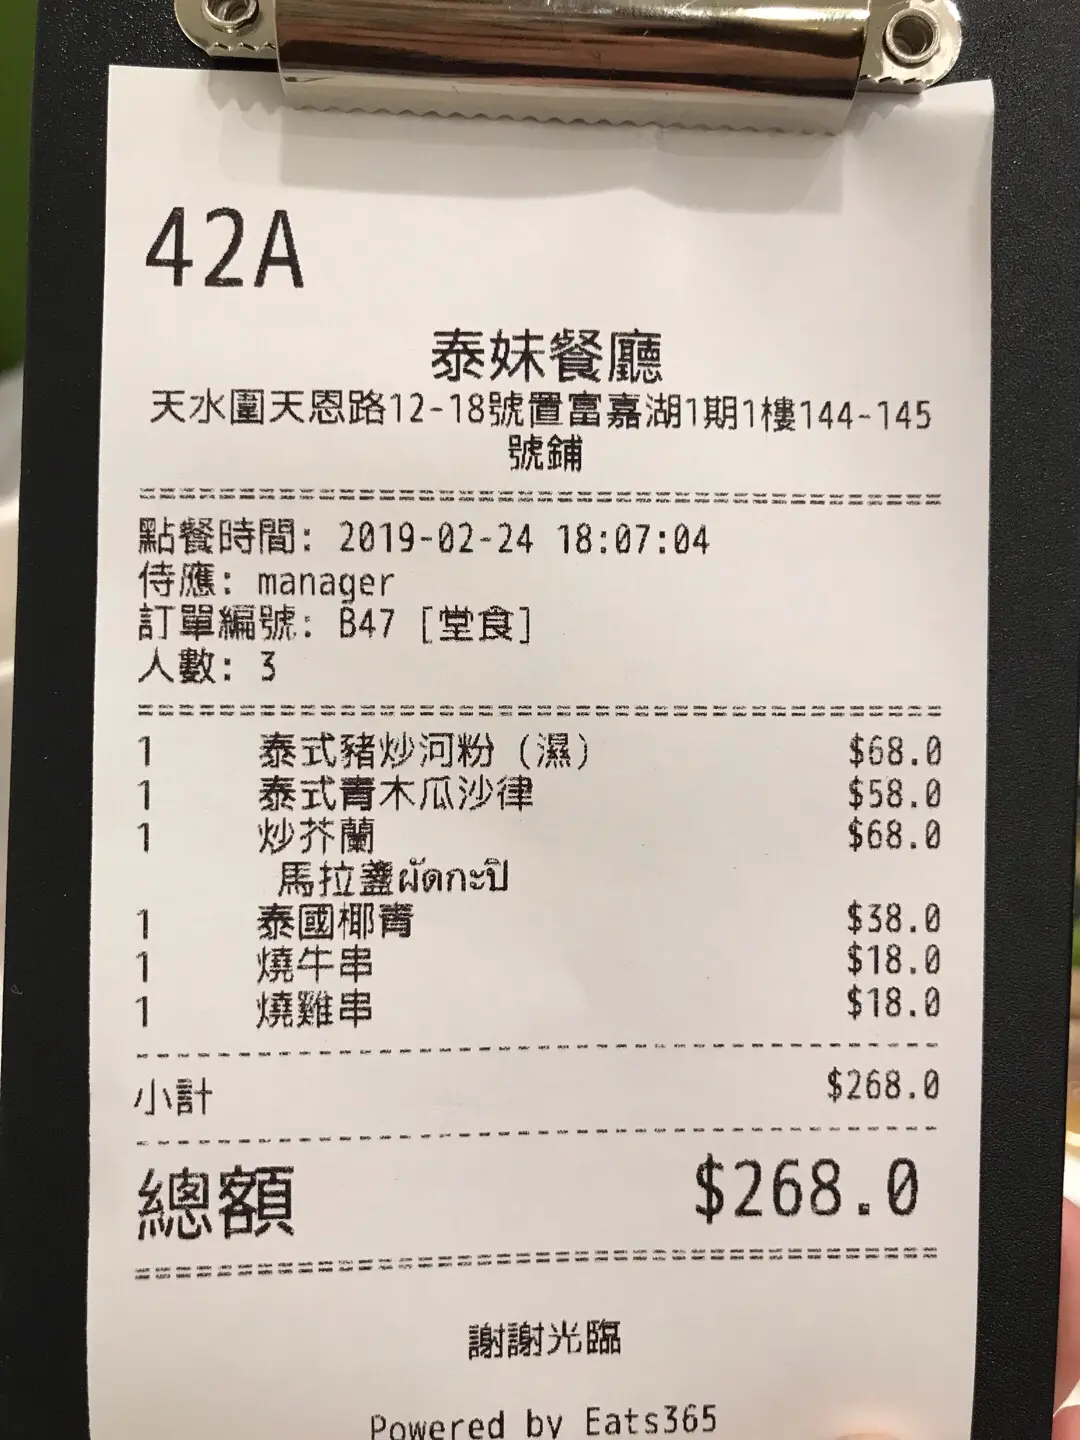 42A
泰妹餐廳
天水圍天恩路12-18號置富嘉湖1期1樓144-145
號鋪
點餐時間: 2019-02-24 18:07:04
侍應: manager
訂單編號: B47 [堂食]
人數: 3
1 泰式豬炒河粉 (濕) $68.0
1 泰式青木瓜沙律 $58.0
1 炒芥蘭 $68.0
馬拉盞ผัดกะปิ
1 泰國椰青 $38.0
1 燒牛串 $18.0
1 燒雞串 $18.0
小計 $268.0
總額 $268.0
謝謝光臨
Powered by Eats365